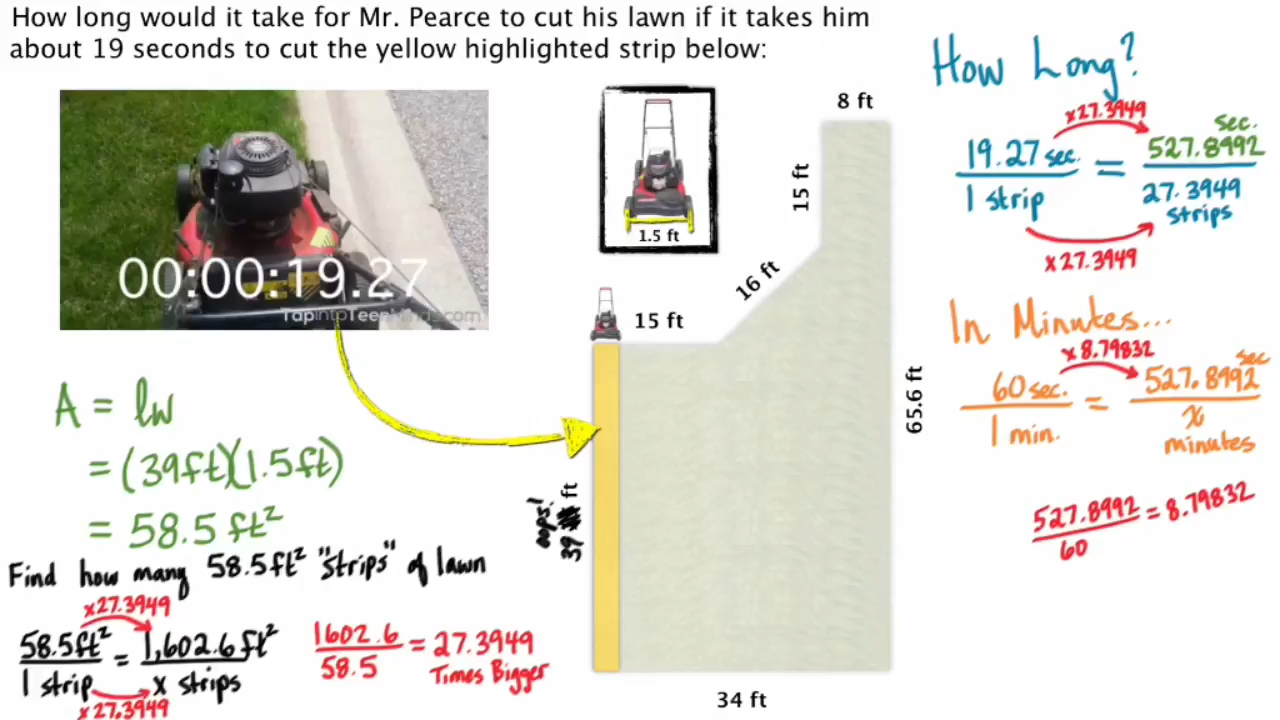 How long would it take for Mr. Pearce to cut his lawn if it takes him
about 19 seconds to cut the yellow highlighted strip below:
00:00:19.27
TapintoTeenMinds.com
1.5 ft
8 ft
15 ft
16 ft
15 ft
65.6 ft
oops!
39 ft
34 ft
A = lw
= (39ft)(1.5ft)
= 58.5 ft²
Find how many 58.5ft² "strips" of lawn
x27.3949
58.5ft² = 1,602.6 ft²
1 strip x strips
x27.3949
1602.6 = 27.3949
58.5 Times Bigger
How Long?
x27.3949
sec.
19.27 sec. = 527.8992
1 strip 27.3949
strips
x27.3949
In Minutes...
x8.79832
sec
60 sec. = 527.8992
1 min. x
minutes
527.8992 = 8.79832
60